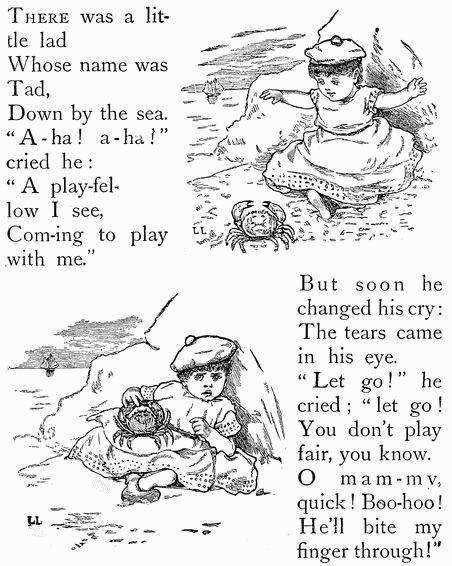 THERE was a lit-
tle lad
Whose name was
Tad,
Down by the sea.
"A-ha! a-ha!"
cried he:
"A play-fel-
low I see,
Com-ing to play
with me."
LL
But soon he
changed his cry:
The tears came
in his eye.
"Let go!" he
cried; "let go!
You don't play
fair, you know.
O mam-my,
quick! Boo-hoo!
He'll bite my
finger through!"
LL